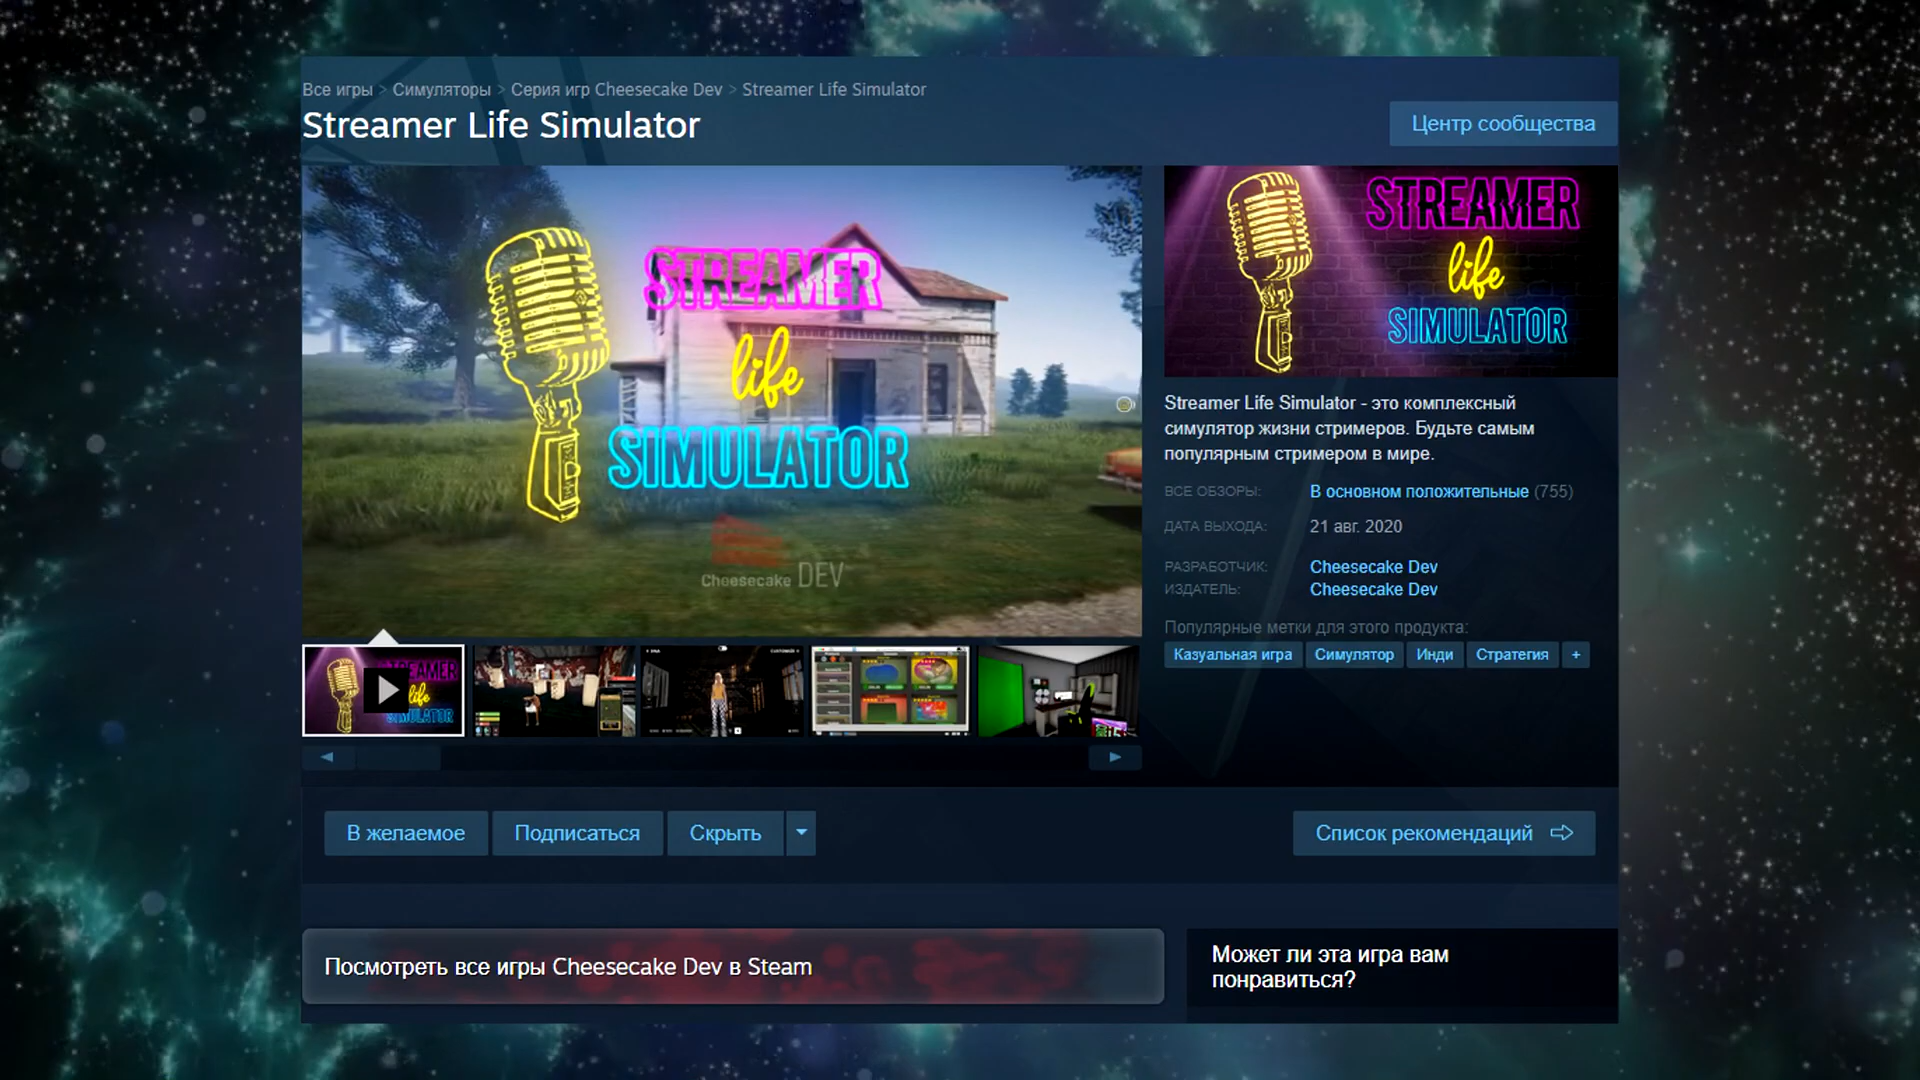 Все игры > Симуляторы > Серия игр Cheesecake Dev > Streamer Life Simulator
Streamer Life Simulator
Центр сообщества
STREAMER
life
SIMULATOR
Cheesecake DEV
STREAMER
life
SIMULATOR
Streamer Life Simulator - это комплексный
симулятор жизни стримеров. Будьте самым
популярным стримером в мире.
ВСЕ ОБЗОРЫ: В основном положительные (755)
ДАТА ВЫХОДА: 21 авг. 2020
РАЗРАБОТЧИК: Cheesecake Dev
ИЗДАТЕЛЬ: Cheesecake Dev
Популярные метки для этого продукта:
Казуальная игра Симулятор Инди Стратегия +
STREAMER
life
SIMULATOR
В желаемое Подписаться Скрыть
Список рекомендаций
Посмотреть все игры Cheesecake Dev в Steam
Может ли эта игра вам
понравиться?